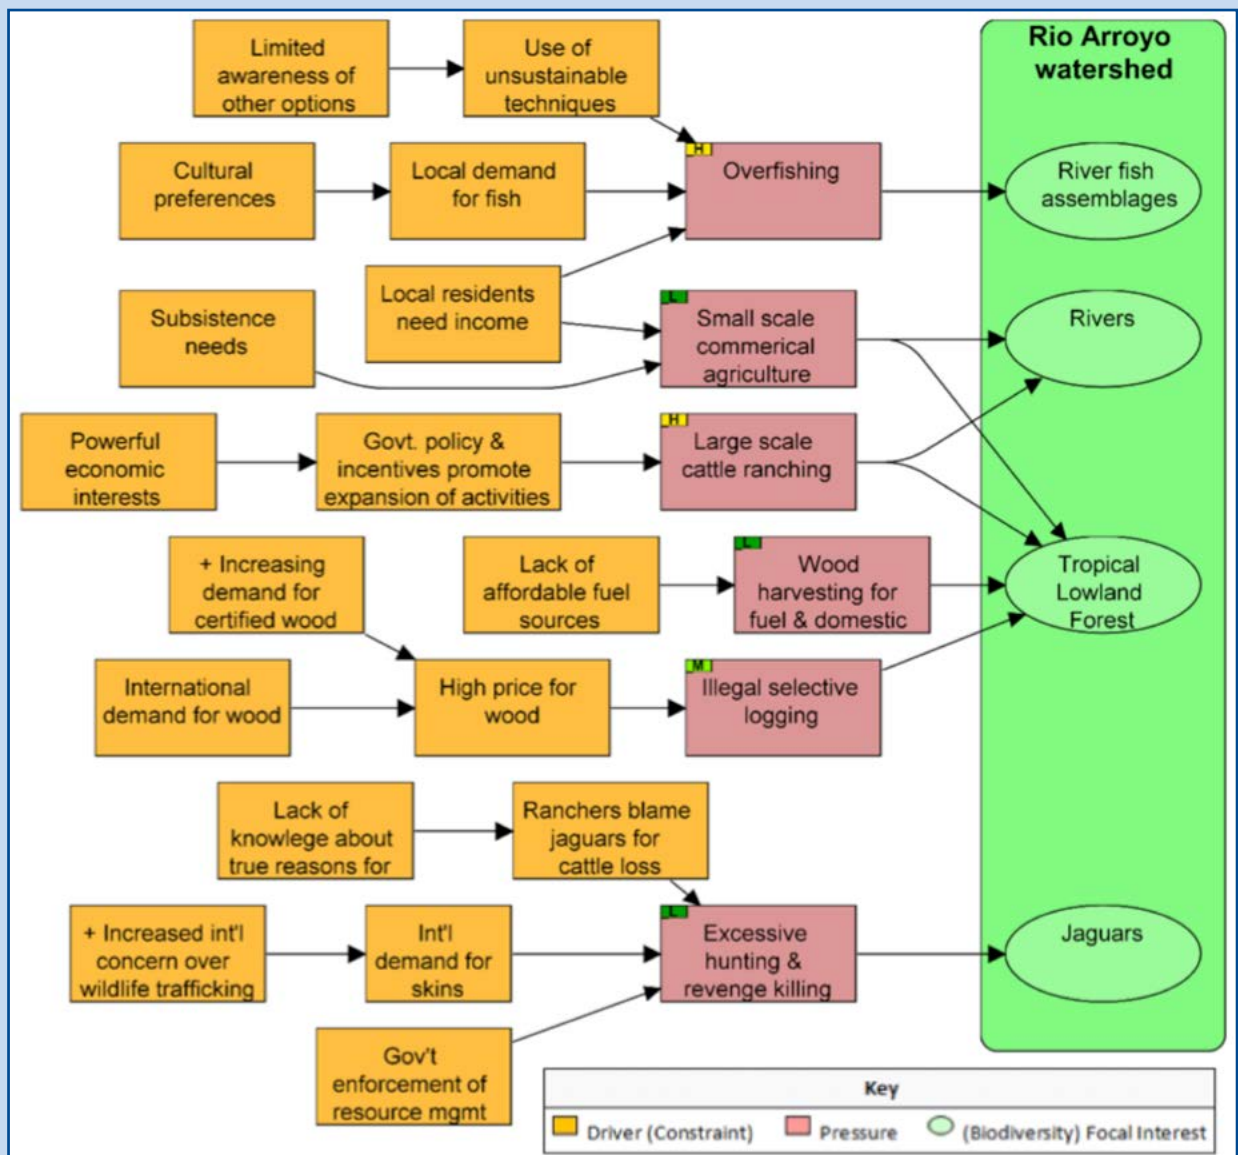 Rio Arroyo
watershed
Limited
awareness of
other options
Use of
unsustainable
techniques
Cultural
preferences
Local demand
for fish
H
Overfishing
River fish
assemblages
Local residents
need income
Subsistence
needs
L
Small scale
commerical
agriculture
Rivers
Powerful
economic
interests
Govt. policy &
incentives promote
expansion of activities
H
Large scale
cattle ranching
+ Increasing
demand for
certified wood
Lack of
affordable fuel
sources
L
Wood
harvesting for
fuel & domestic
Tropical
Lowland
Forest
International
demand for wood
High price for
wood
M
Illegal selective
logging
Lack of
knowlege about
true reasons for
Ranchers blame
jaguars for
cattle loss
+ Increased int'l
concern over
wildlife trafficking
Int'l
demand for
skins
L
Excessive
hunting &
revenge killing
Jaguars
Gov't
enforcement of
resource mgmt
Key
Driver (Constraint)
Pressure
(Biodiversity) Focal Interest